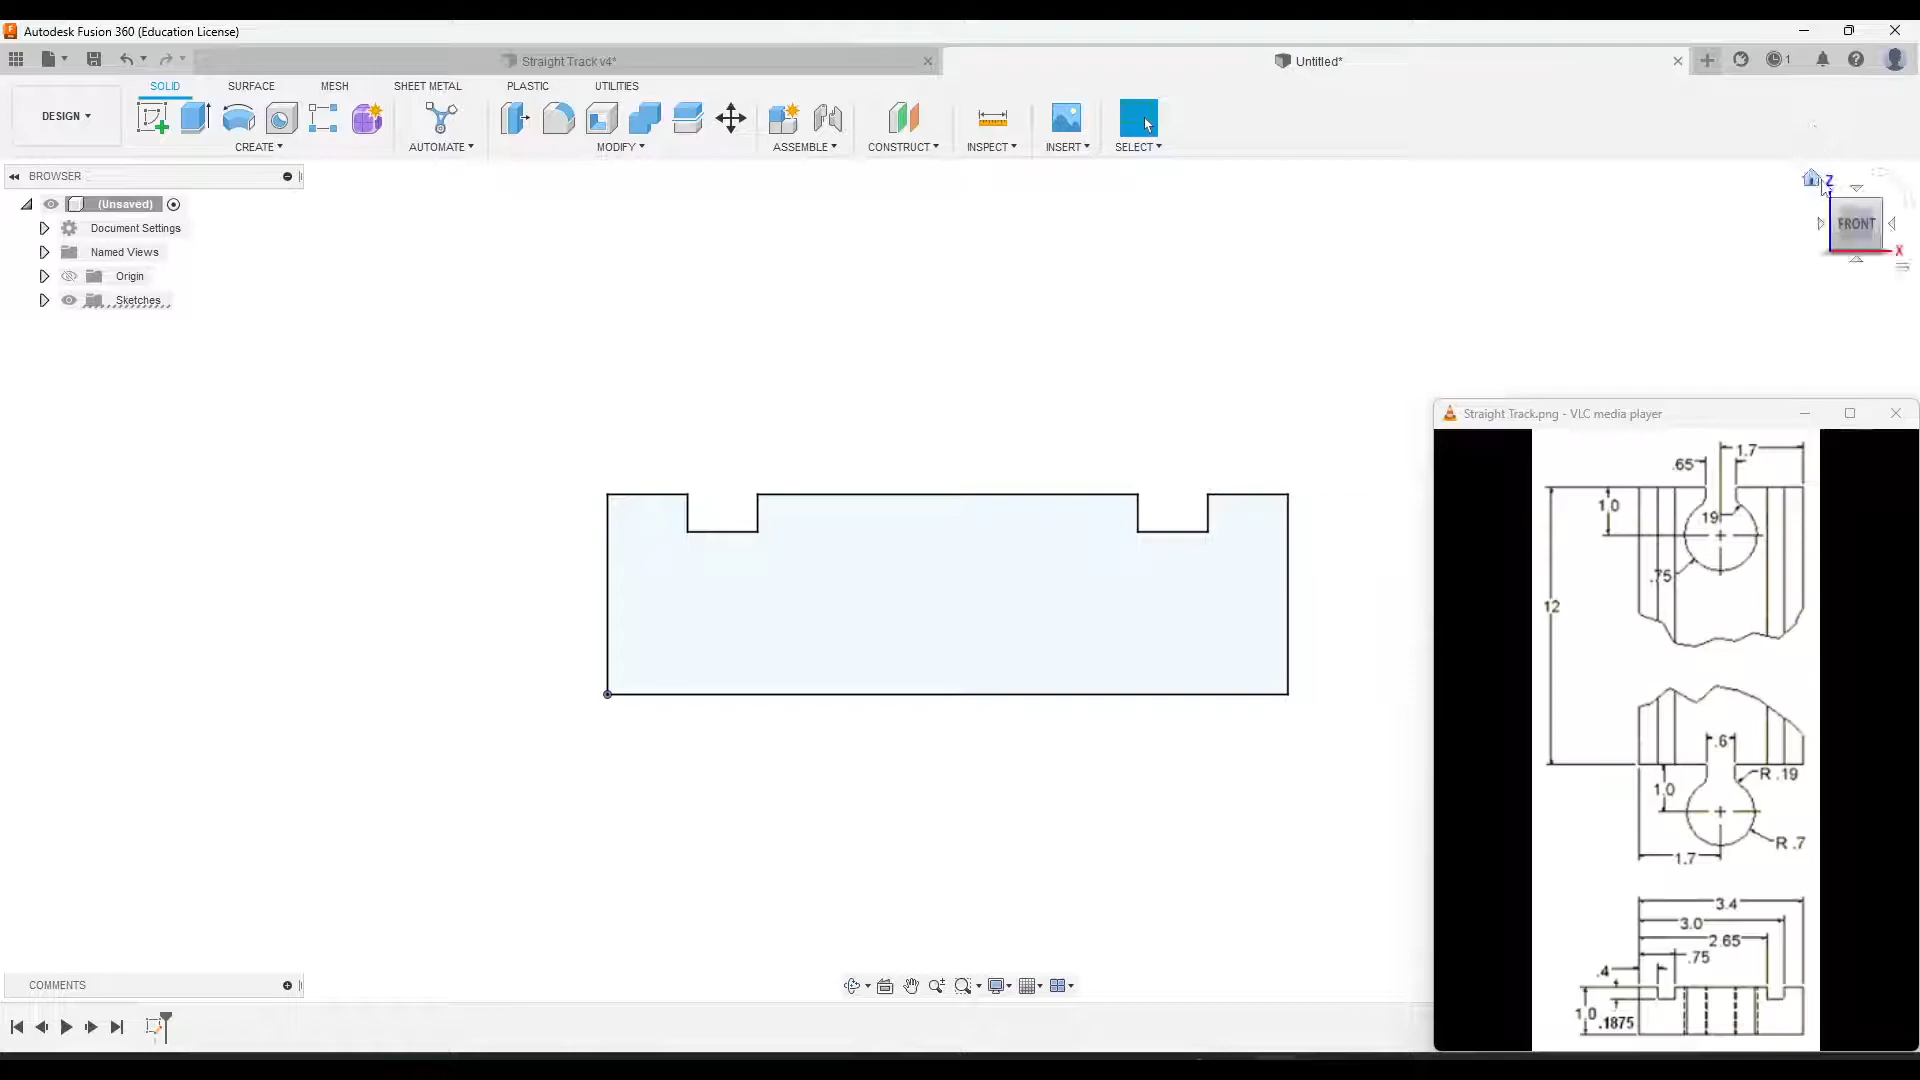 Autodesk Fusion 360 (Education License)
Straight Track v4*
Untitled*
1
SOLID
SURFACE
MESH
SHEET METAL
PLASTIC
UTILITIES
DESIGN
CREATE
AUTOMATE
MODIFY
ASSEMBLE
CONSTRUCT
INSPECT
INSERT
SELECT
BROWSER
(Unsaved)
Document Settings
Named Views
Origin
Sketches
Z
FRONT
X
Straight Track.png - VLC media player
1.7
.65
1.0
19
.75
12
.6
R .19
1.0
R .7
1.7
3.4
3.0
2.65
.75
.4
1.0
.1875
COMMENTS